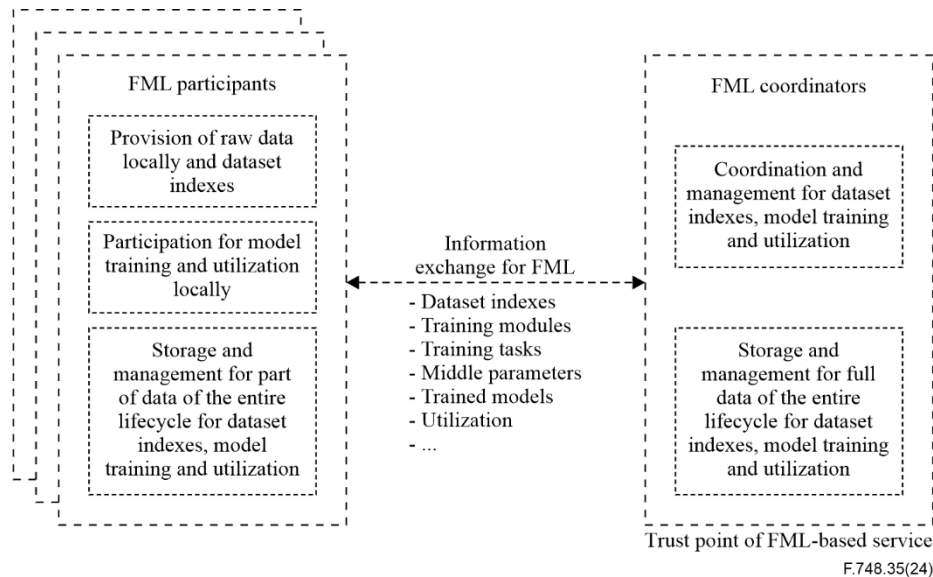 FML participants
Provision of raw data
locally and dataset
indexes
Participation for model
training and utilization
locally
Storage and
management for part
of data of the entire
lifecycle for dataset
indexes, model
training and utilization
Information
exchange for FML
- Dataset indexes
- Training modules
- Training tasks
- Middle parameters
- Trained models
- Utilization
- ...
FML coordinators
Coordination and
management for dataset
indexes, model training
and utilization
Storage and
management for full
data of the entire
lifecycle for dataset
indexes, model training
and utilization
Trust point of FML-based service
F.748.35(24)